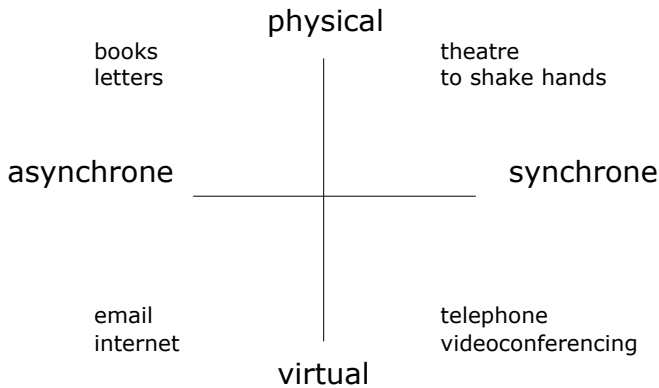 physical
books
letters
theatre
to shake hands
asynchrone
synchrone
email
internet
telephone
videoconferencing
virtual